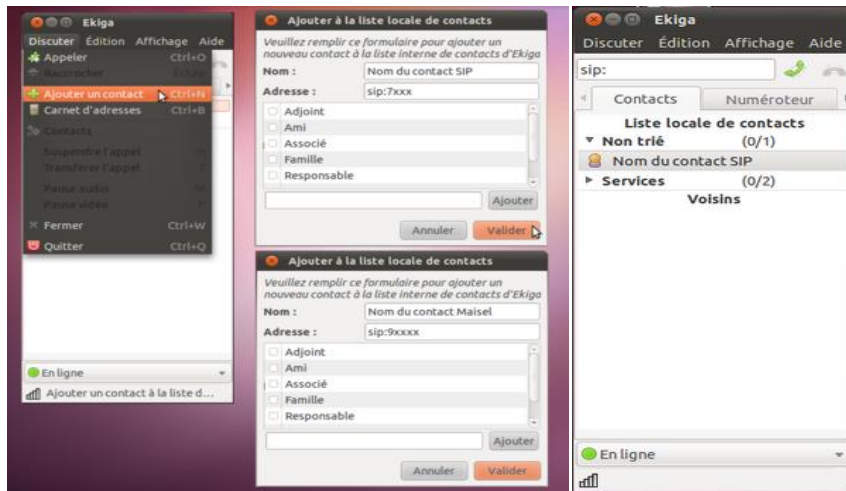 Ekiga
Discuter Édition Affichage Aide
Appeler Ctrl+O
Raccrocher Échap
Ajouter un contact Ctrl+N
Carnet d'adresses Ctrl+B
Contacts
Suspendre l'appel H
Transférer l'appel T
Pause audio M
Pause vidéo P
Fermer Ctrl+W
Quitter Ctrl+Q
En ligne
Ajouter un contact à la liste d...
Ajouter à la liste locale de contacts
Veuillez remplir ce formulaire pour ajouter un
nouveau contact à la liste interne de contacts d'Ekiga
Nom : Nom du contact SIP
Adresse : sip:7xxx
Adjoint
Ami
Associé
Famille
Responsable
Ajouter
Annuler Valider
Ajouter à la liste locale de contacts
Veuillez remplir ce formulaire pour ajouter un
nouveau contact à la liste interne de contacts d'Ekiga
Nom : Nom du contact Maisel
Adresse : sip:9xxxx
Adjoint
Ami
Associé
Famille
Responsable
Ajouter
Annuler Valider
Ekiga
Discuter Édition Affichage Aide
sip:
Contacts Numéroteur
Liste locale de contacts
Non trié (0/1)
Nom du contact SIP
Services (0/2)
Voisins
En ligne